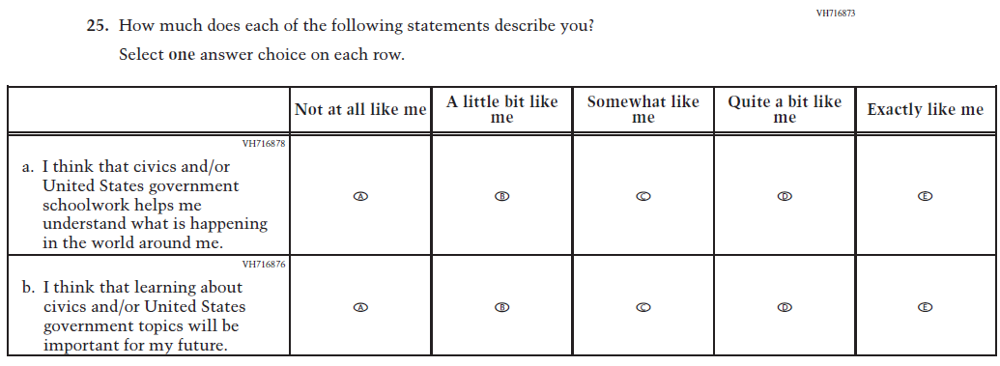 VH716873
25. How much does each of the following statements describe you?
Select one answer choice on each row.
Not at all like me
A little bit like
me
Somewhat like
me
Quite a bit like
me
Exactly like me
VH716878
a. I think that civics and/or
United States government
schoolwork helps me
understand what is happening
in the world around me.
A B C D E
VH716876
b. I think that learning about
civics and/or United States
government topics will be
important for my future.
A B C D E